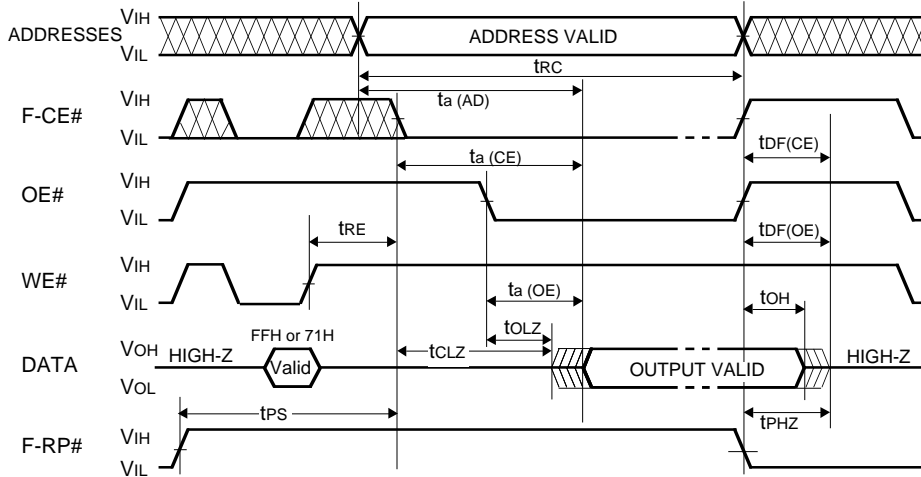 ADDRESSES VIH VIL ADDRESS VALID
tRC
ta (AD)
F-CE# VIH VIL
tDF(CE)
ta (CE)
OE# VIH VIL
tRE
tDF(OE)
WE# VIH VIL
ta (OE)
tOH
tOLZ
DATA VOH VOL HIGH-Z FFH or 71H Valid tCLZ OUTPUT VALID HIGH-Z
tPS
tPHZ
F-RP# VIH VIL